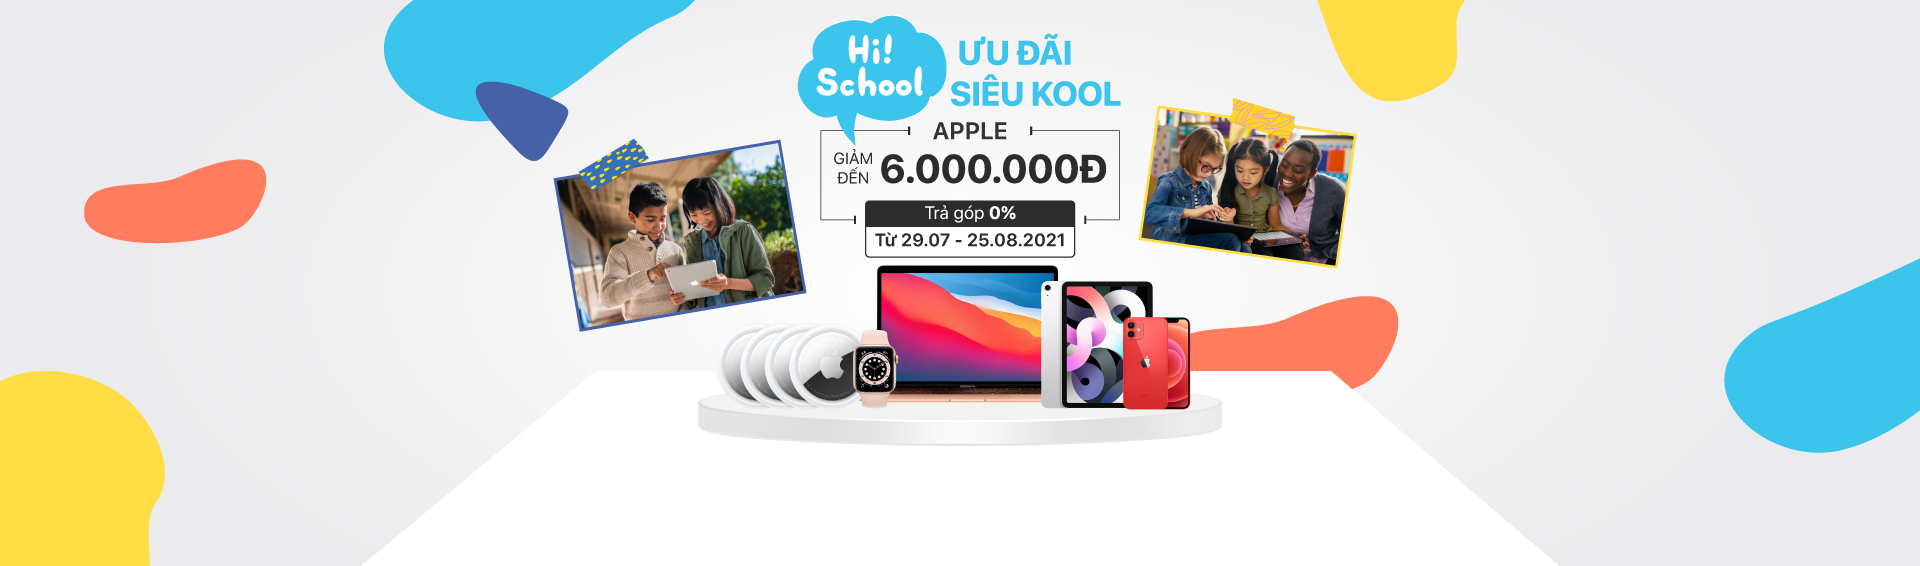 Hi!
School
ƯU ĐÃI
SIÊU KOOL
APPLE
GIẢM
ĐẾN
6.000.000Đ
Trả góp 0%
Từ 29.07 - 25.08.2021